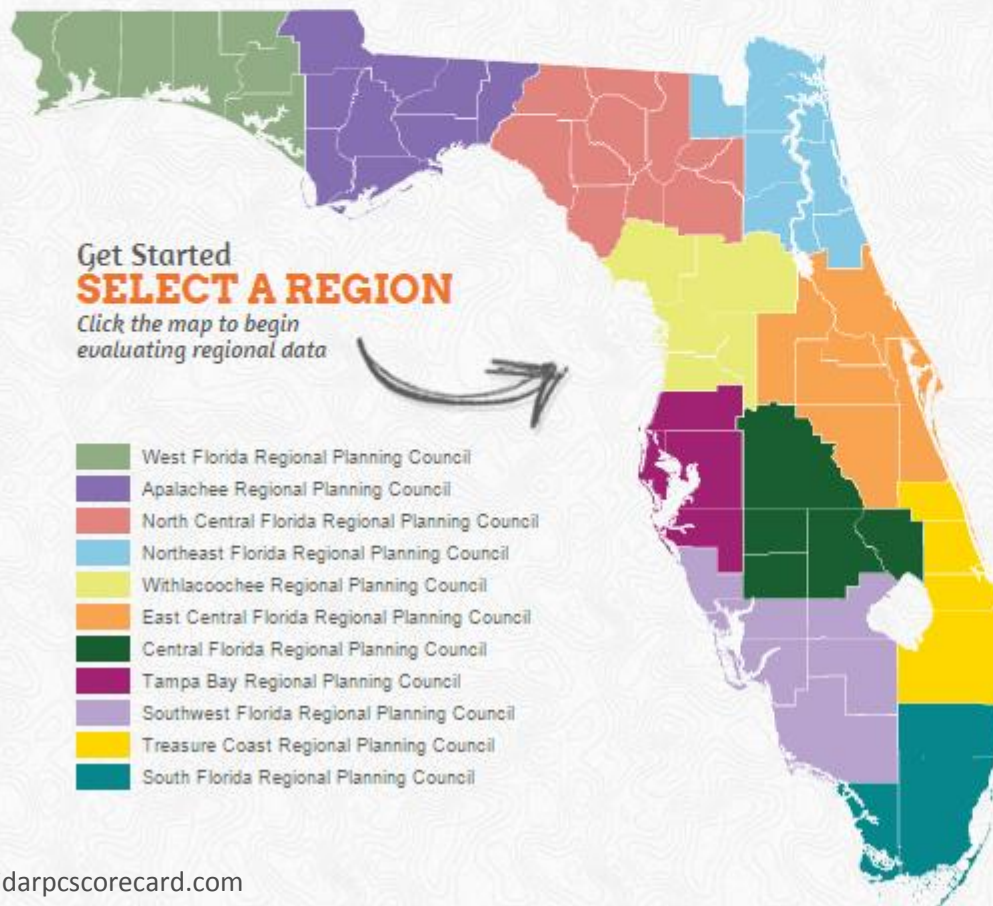 Get Started
SELECT A REGION
Click the map to begin
evaluating regional data
West Florida Regional Planning Council
Apalachee Regional Planning Council
North Central Florida Regional Planning Council
Northeast Florida Regional Planning Council
Withlacoochee Regional Planning Council
East Central Florida Regional Planning Council
Central Florida Regional Planning Council
Tampa Bay Regional Planning Council
Southwest Florida Regional Planning Council
Treasure Coast Regional Planning Council
South Florida Regional Planning Council
darpcscorecard.com